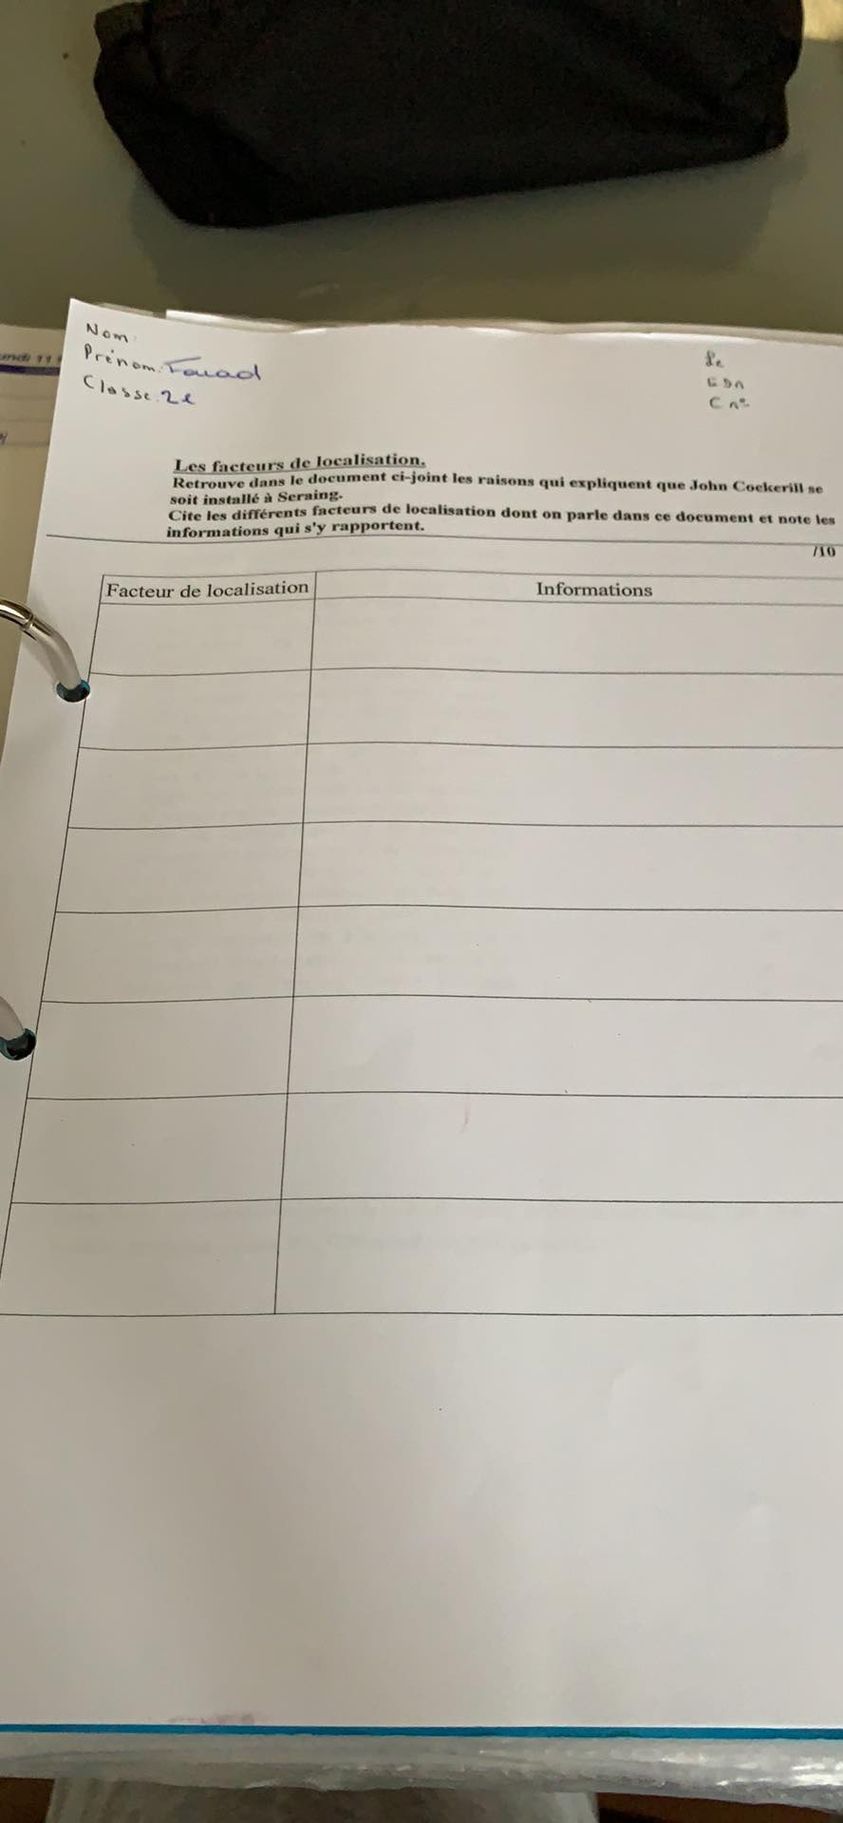 Nom:
Prénom: Fouad
Classe: 2e
Le
C n°
Les facteurs de localisation.
Retrouve dans le document ci-joint les raisons qui expliquent que John Cockerill se
soit installé à Seraing.
Cite les différents facteurs de localisation dont on parle dans ce document et note les
informations qui s'y rapportent.
/10
Facteur de localisation
Informations